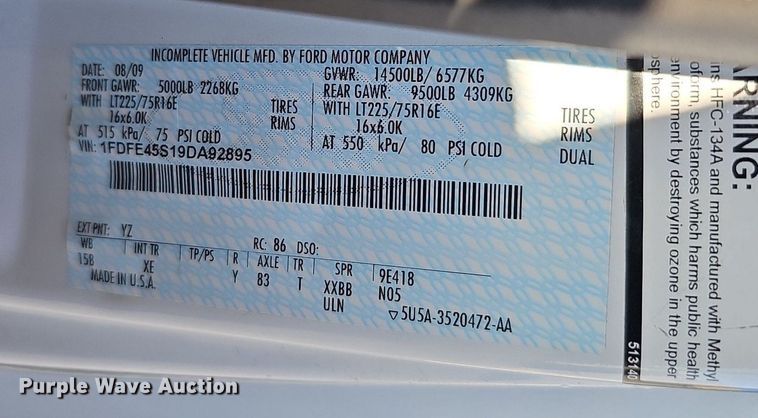 INCOMPLETE VEHICLE MFD. BY FORD MOTOR COMPANY
DATE: 08/09 GVWR: 14500LB/ 6577KG
FRONT GAWR: 5000LB 2268KG REAR GAWR: 9500LB 4309KG
WITH LT225/75R16E TIRES WITH LT225/75R16E TIRES
16x6.0K RIMS 16x6.0K RIMS
AT 515 kPa/ 75 PSI COLD AT 550 kPa/ 80 PSI COLD DUAL
VIN: 1FDFE45S19DA92895
EXT PNT: YZ RC: 86 DSO:
WB INT TR TP/PS R AXLE TR SPR 9E418
158 XE Y 83 T XXBB N05
MADE IN U.S.A. ULN ▽5U5A-3520472-AA
ARNING:
ins HFC-134A and manufactured with Methyl
oform, substances which harms public health
environment by destroying ozone in the upper
osphere.
513140
Purple Wave Auction